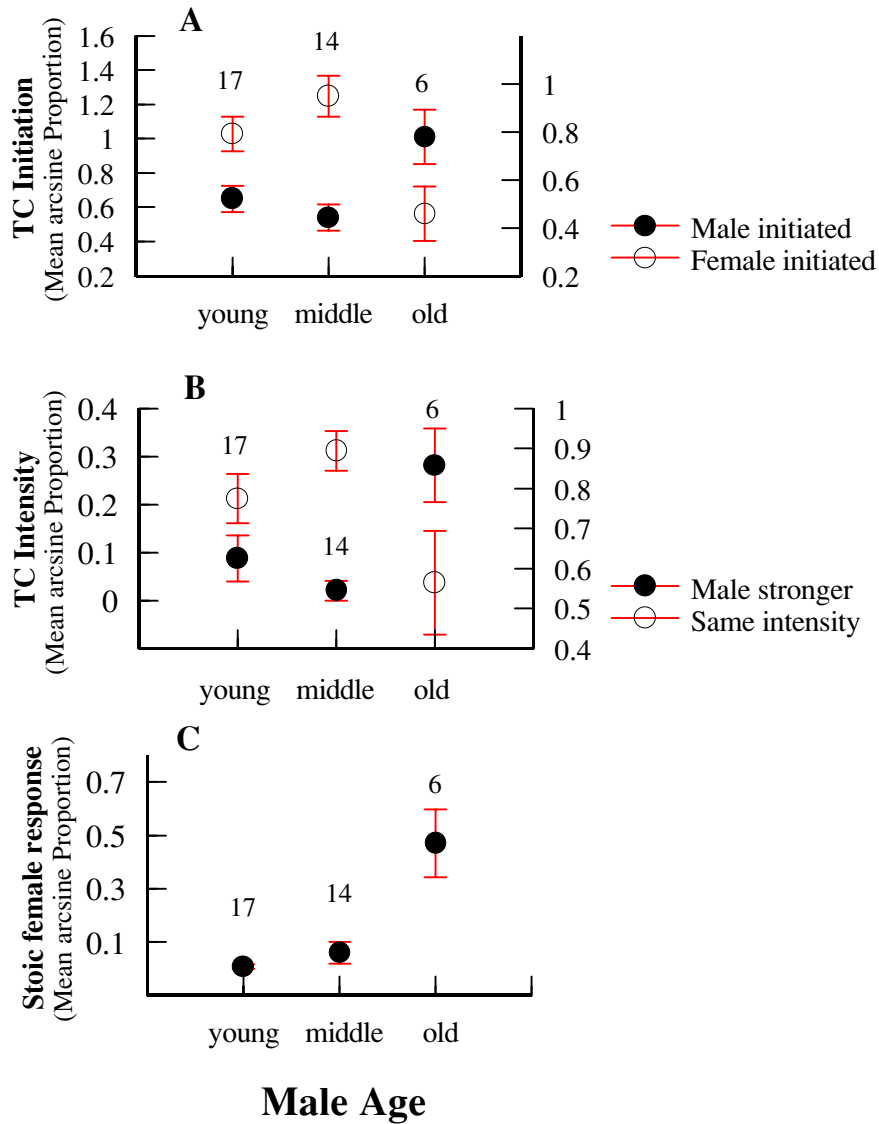 A
TC Initiation
(Mean arcsine Proportion)
1.6
1.4
1.2
1
0.8
0.6
0.4
0.2
17
14
6
1
0.8
0.6
0.4
0.2
young middle old
Male initiated
Female initiated
B
TC Intensity
(Mean arcsine Proportion)
0.4
0.3
0.2
0.1
0
17
14
6
1
0.9
0.8
0.7
0.6
0.5
0.4
young middle old
Male stronger
Same intensity
C
Stoic female response
(Mean arcsine Proportion)
0.7
0.5
0.3
0.1
17
14
6
young middle old
Male Age